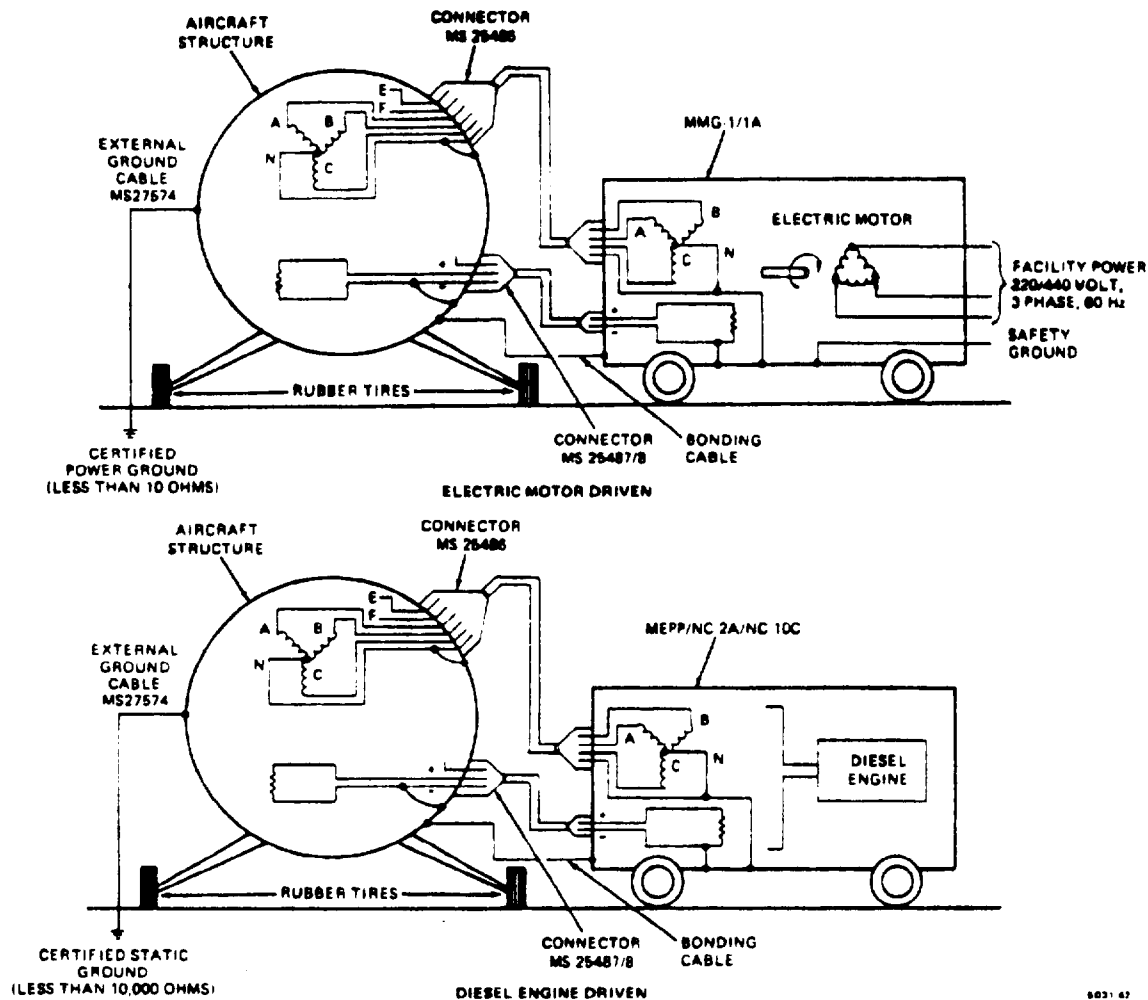 AIRCRAFT
STRUCTURE
CONNECTOR
MS 25486
E
F
A
B
N
C
EXTERNAL
GROUND
CABLE
MS27574
MMG 1/1A
A
B
C
N
ELECTRIC MOTOR
FACILITY POWER
220/440 VOLT,
3 PHASE, 60 Hz
SAFETY
GROUND
+
-
+
-
RUBBER TIRES
CERTIFIED
POWER GROUND
(LESS THAN 10 OHMS)
CONNECTOR
MS 25487/8
BONDING
CABLE
ELECTRIC MOTOR DRIVEN
AIRCRAFT
STRUCTURE
CONNECTOR
MS 25486
E
F
A
B
N
C
EXTERNAL
GROUND
CABLE
MS27574
MEPP/NC 2A/NC 10C
A
B
C
N
DIESEL
ENGINE
+
-
+
-
RUBBER TIRES
CERTIFIED STATIC
GROUND
(LESS THAN 10,000 OHMS)
CONNECTOR
MS 25487/8
BONDING
CABLE
DIESEL ENGINE DRIVEN